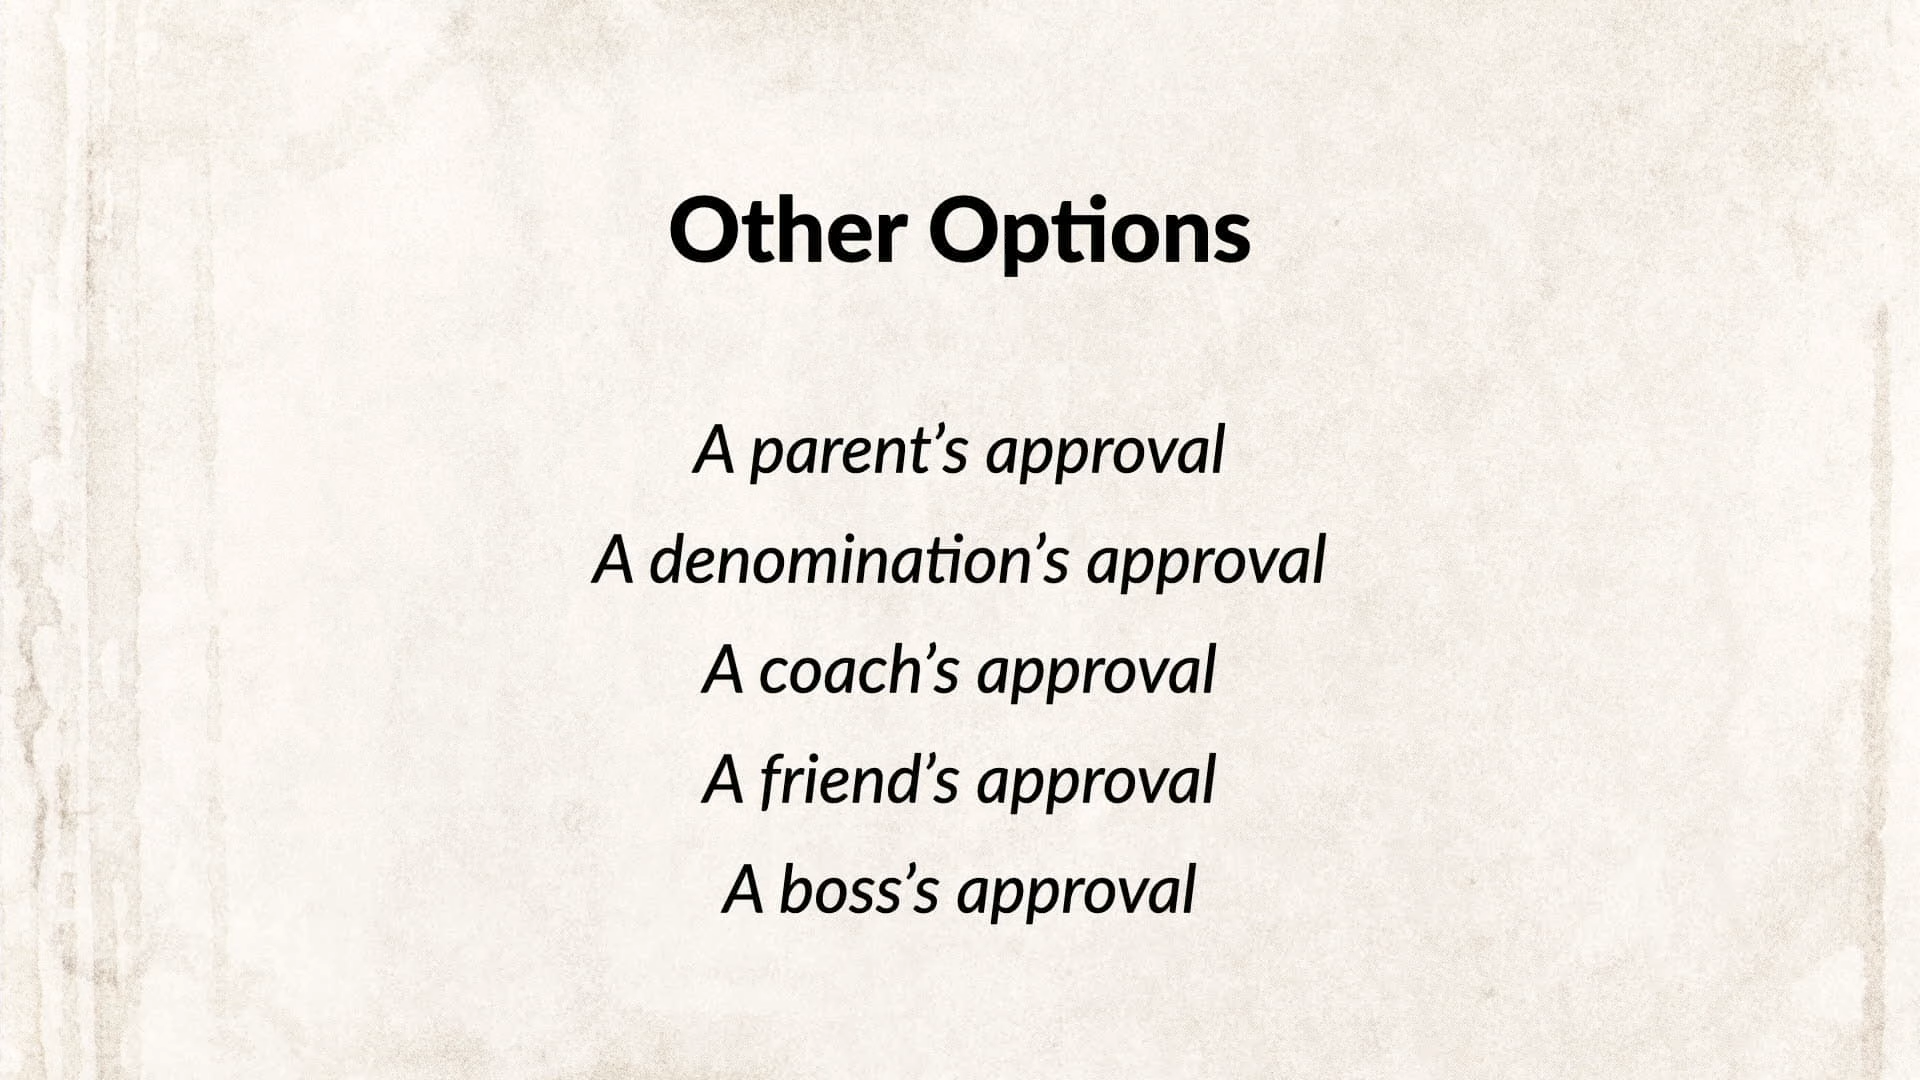 Other Options
A parent’s approval
A denomination’s approval
A coach’s approval
A friend’s approval
A boss’s approval